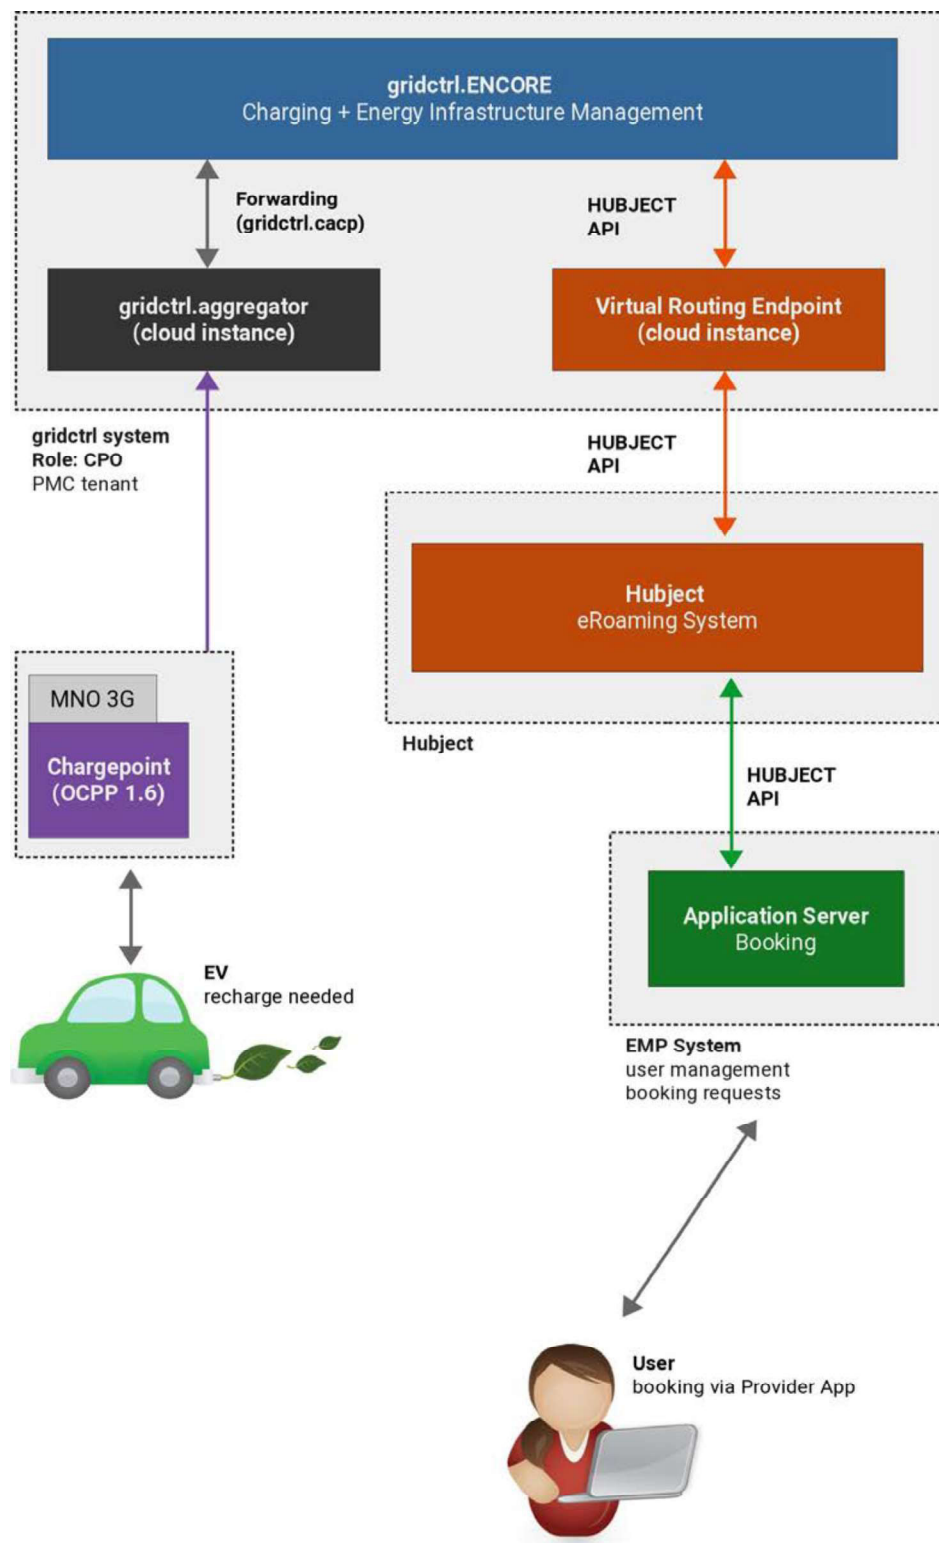 gridctrl.ENCORE
Charging + Energy Infrastructure Management
Forwarding
(gridctrl.cacp)
HUBJECT
API
gridctrl.aggregator
(cloud instance)
Virtual Routing Endpoint
(cloud instance)
gridctrl system
Role: CPO
PMC tenant
HUBJECT
API
Hubject
eRoaming System
Hubject
MNO 3G
Chargepoint
(OCPP 1.6)
HUBJECT
API
Application Server
Booking
EV
recharge needed
EMP System
user management
booking requests
User
booking via Provider App